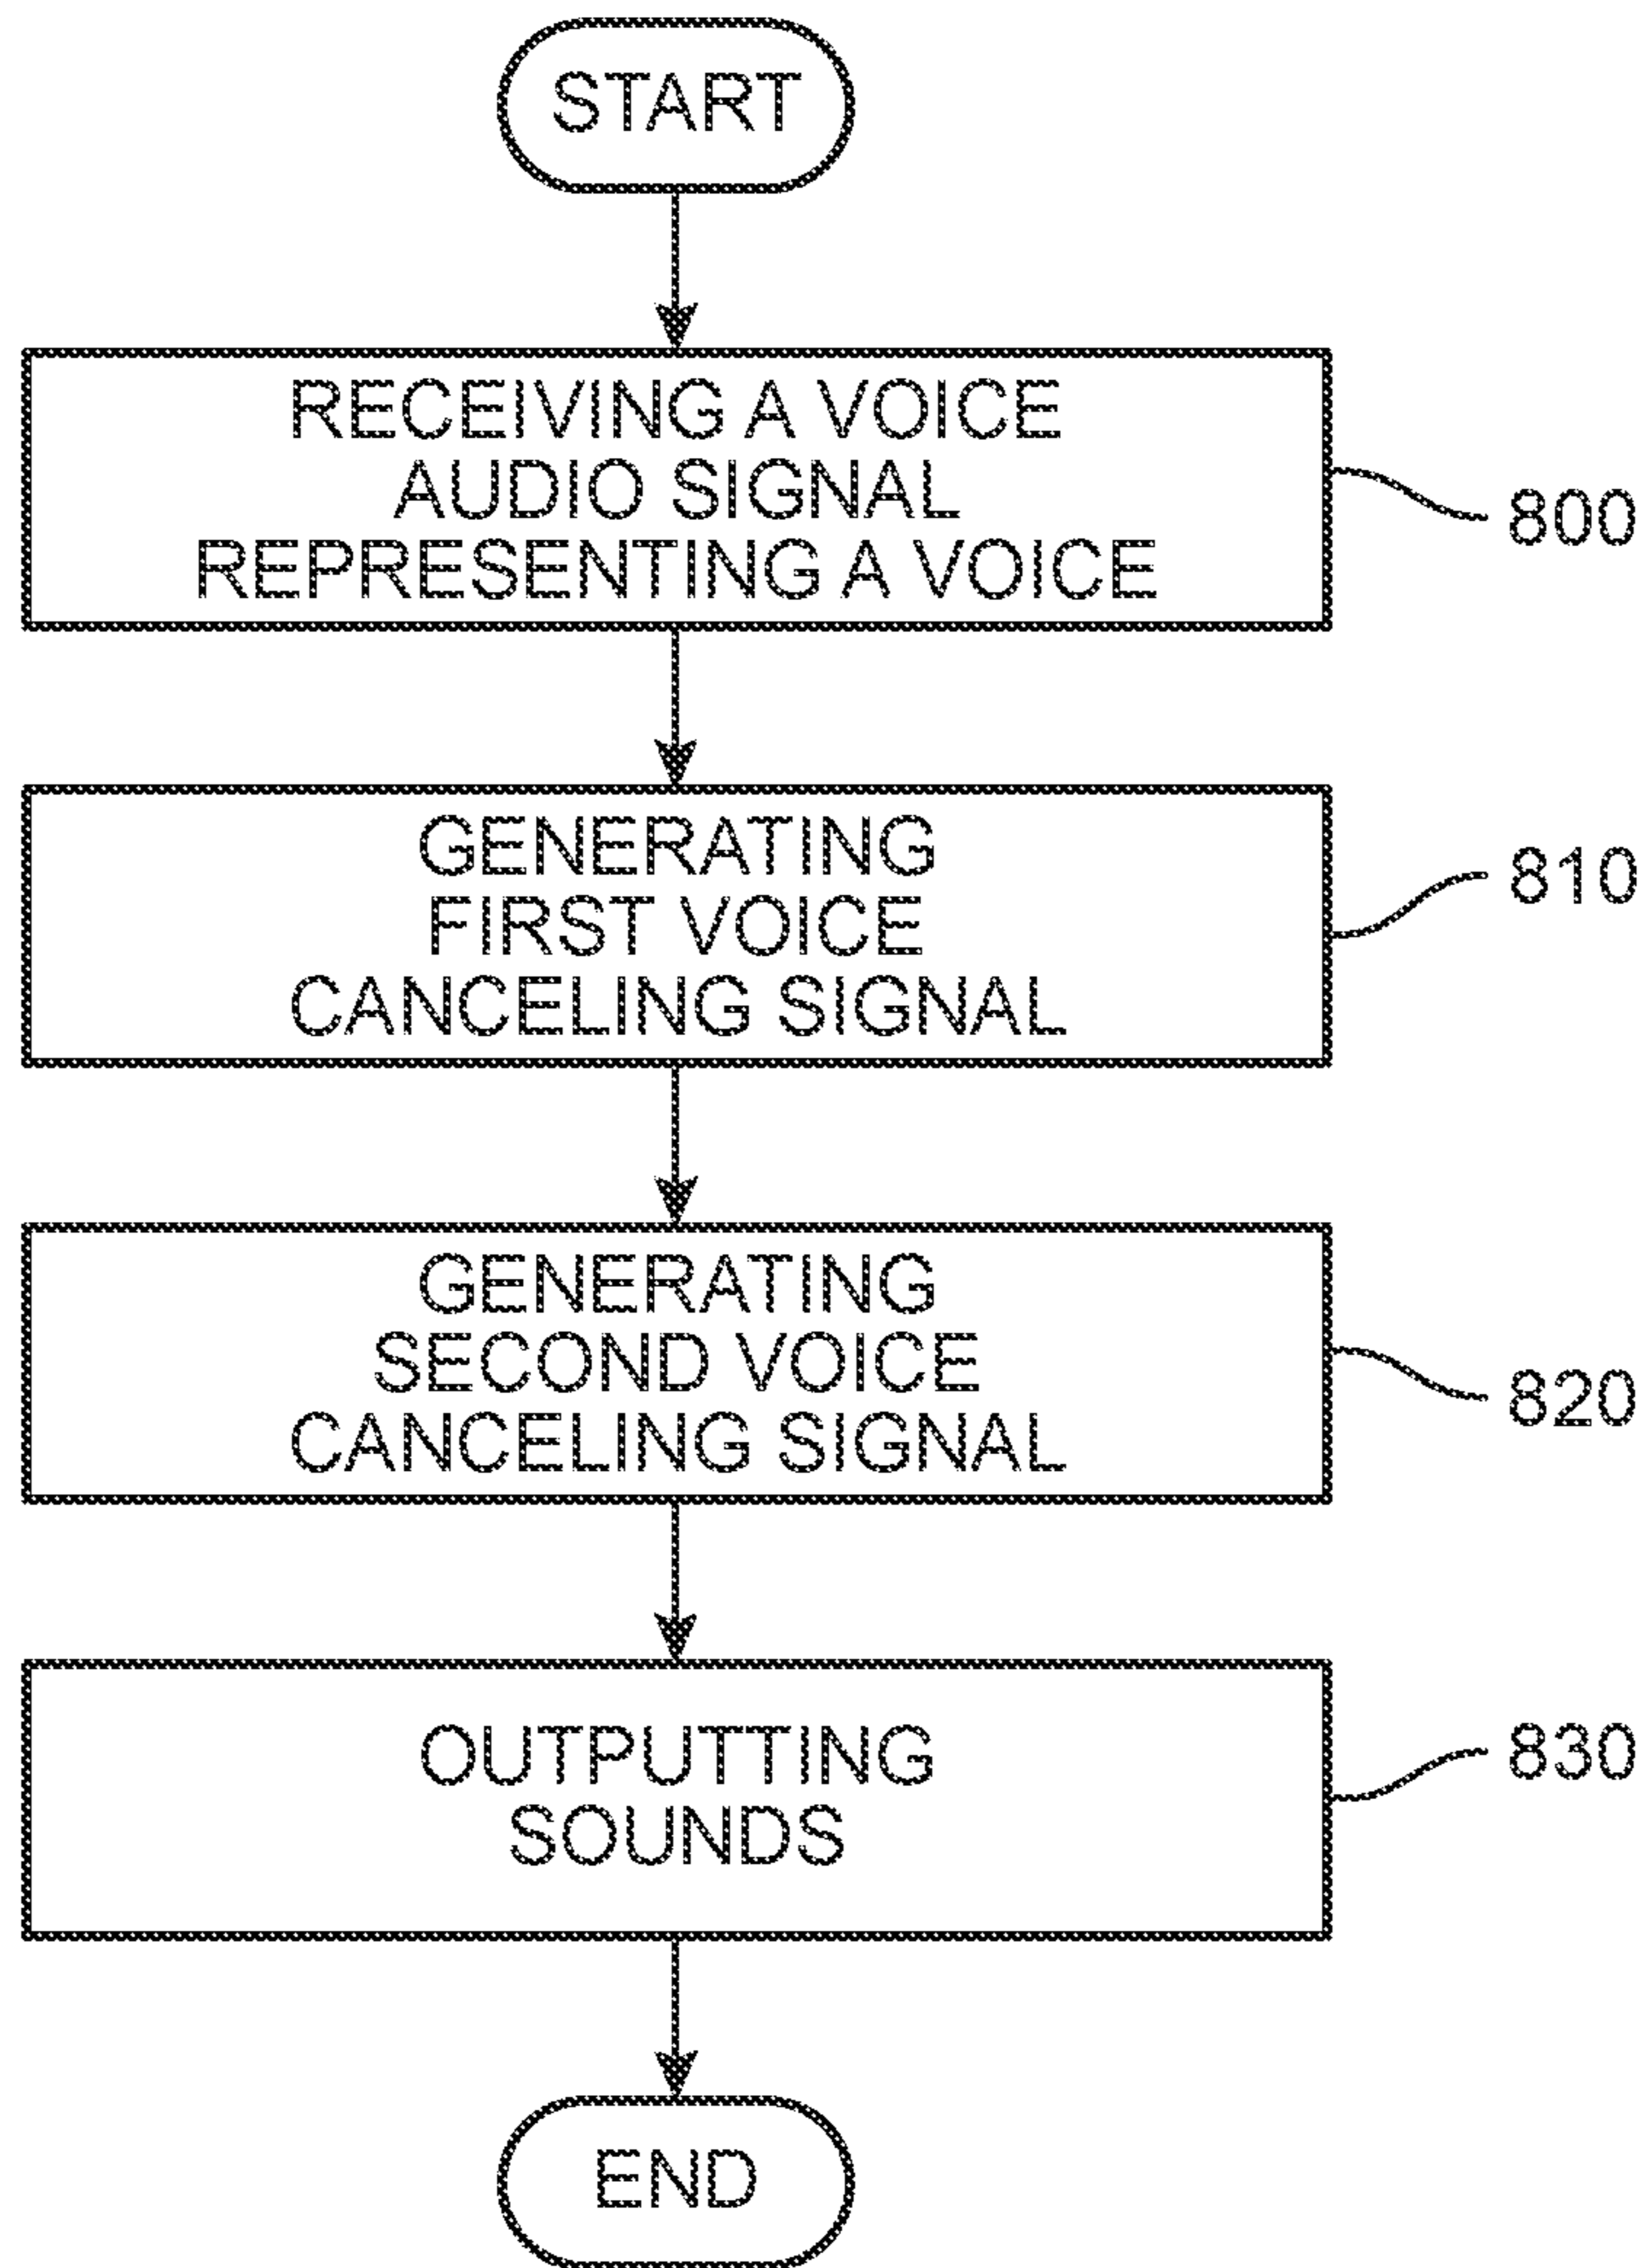 START
RECEIVING A VOICE
AUDIO SIGNAL
REPRESENTING A VOICE
800
GENERATING
FIRST VOICE
CANCELING SIGNAL
810
GENERATING
SECOND VOICE
CANCELING SIGNAL
820
OUTPUTTING
SOUNDS
830
END